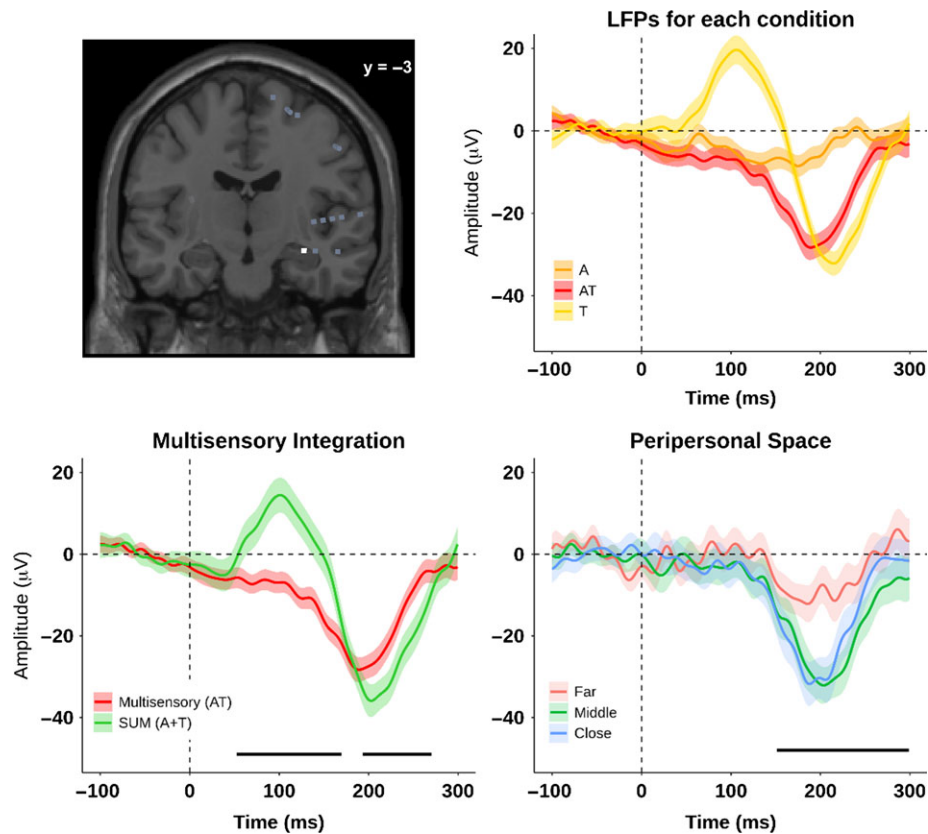 y = –3
LFPs for each condition
20
0
–20
–40
Amplitude (µV)
A
AT
T
–100
0
100
200
300
Time (ms)
Multisensory Integration
20
0
–20
–40
Amplitude (µV)
Multisensory (AT)
SUM (A+T)
–100
0
100
200
300
Time (ms)
Peripersonal Space
20
0
–20
–40
Far
Middle
Close
–100
0
100
200
300
Time (ms)